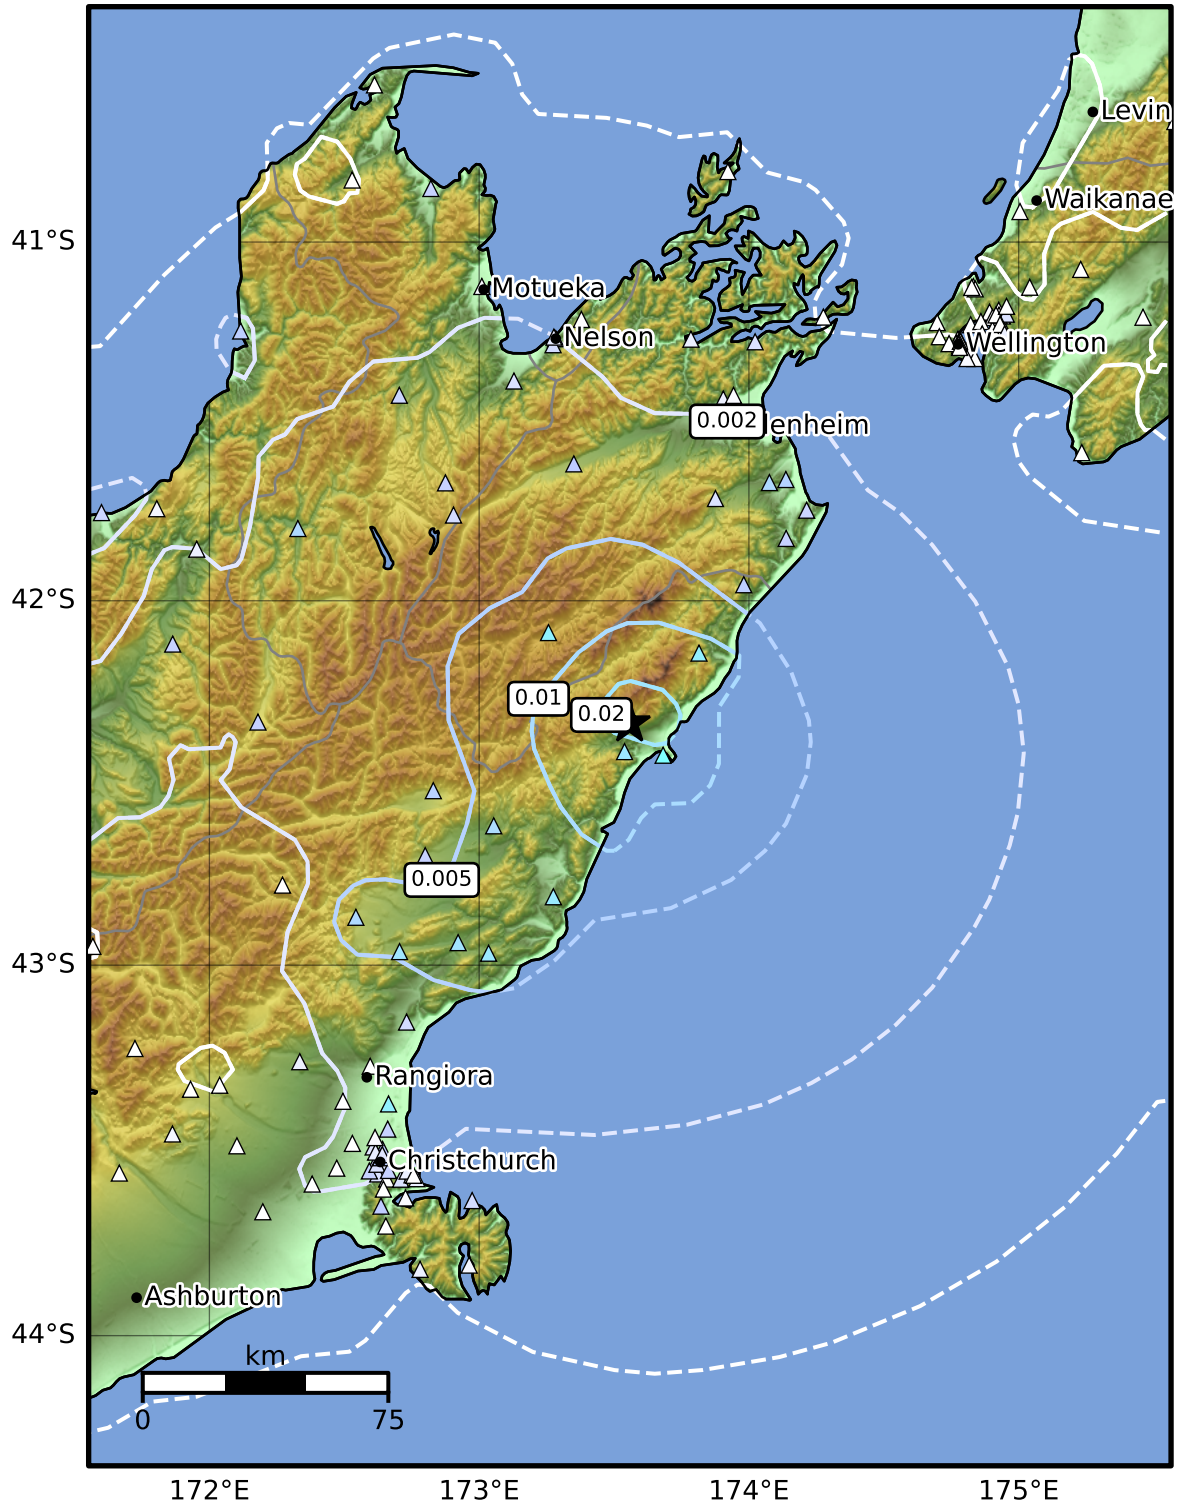 Levin
Waikanae
41°S
Motueka
Nelson
Wellington
0.002
lenheim
42°S
0.01
0.02
0.005
43°S
Rangiora
Christchurch
Ashburton
44°S
km
0
75
172°E
173°E
174°E
175°E